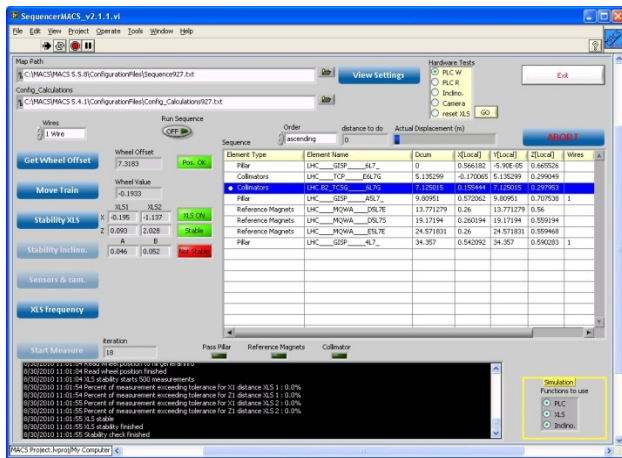 SequencerMACS_v2.1.1.vi
File Edit View Project Operate Tools Window Help
Map Path
C:\MACS\MACS 5.5.8\ConfigurationFiles\Sequence927.txt
Config_Calculations
C:\MACS\MACS 5.4.1\ConfigurationFiles\Config_Calculations927.txt
View Settings
Hardware Tests
PLC W
PLC R
Inclino.
Camera
reset XLS
GO
Exit
ABORT
Wires
1 Wire
Run Sequence
OFF
Order
ascending
distance to do
0
Actual Displacement (m)
Sequence
Get Wheel Offset
Wheel Offset
7.3183
Pos. OK
Move Train
Wheel Value
-0.1933
Stability XLS
XLS1 XLS2
X -0.195 -1.137 XLS ON
Z 0.093 2.028 Stable
Stability Incline.
A B
0.046 0.052 Not Stable
Sensors & cam.
XLS frequency
Start Measure
iteration
18
Element Type Element Name Dcum X[Local] Y[Local] Z[Local] Wires
Pillar LHC___GISP___6L7_ 0 0.566182 -5.90E-05 0.665526
Collimators LHC___TCP____E6L7G 5.135299 -0.170065 5.135299 0.249041
Collimators LHC.B2_TCSG___6L7G 7.125015 0.155444 7.125015 0.297953
Pillar LHC___GISP___A5L7_ 9.80951 0.572062 9.80951 0.707538 1
Reference Magnets LHC___MQWA___D5L7E 13.771279 0.26 13.771279 0.56
Reference Magnets LHC___MQWA___D5L7S 19.17194 0.260194 19.17194 0.559194
Reference Magnets LHC___MQWA___E5L7E 24.571831 0.26 24.571831 0.559468
Pillar LHC___GISP___4L7_ 34.357 0.542092 34.357 0.590283 1
Pass Pillar Reference Magnets Collimator
8/30/2010 11:01:04 Read wheel position finished
8/30/2010 11:01:04 XLS stability starts 500 measurements
8/30/2010 11:01:54 Percent of measurement exceeding tolerance for X1 distance XLS 1 : 0.0%
8/30/2010 11:01:54 Percent of measurement exceeding tolerance for Z1 distance XLS 1 : 0.0%
8/30/2010 11:01:55 Percent of measurement exceeding tolerance for X1 distance XLS 2 : 0.0%
8/30/2010 11:01:55 Percent of measurement exceeding tolerance for Z1 distance XLS 2 : 0.0%
8/30/2010 11:01:55 XLS stable
8/30/2010 11:01:55 XLS stability finished
8/30/2010 11:01:55 Stability check finished
Simulation
Functions to use
PLC
XLS
Inclino.
MACS Project.lvproj/My Computer